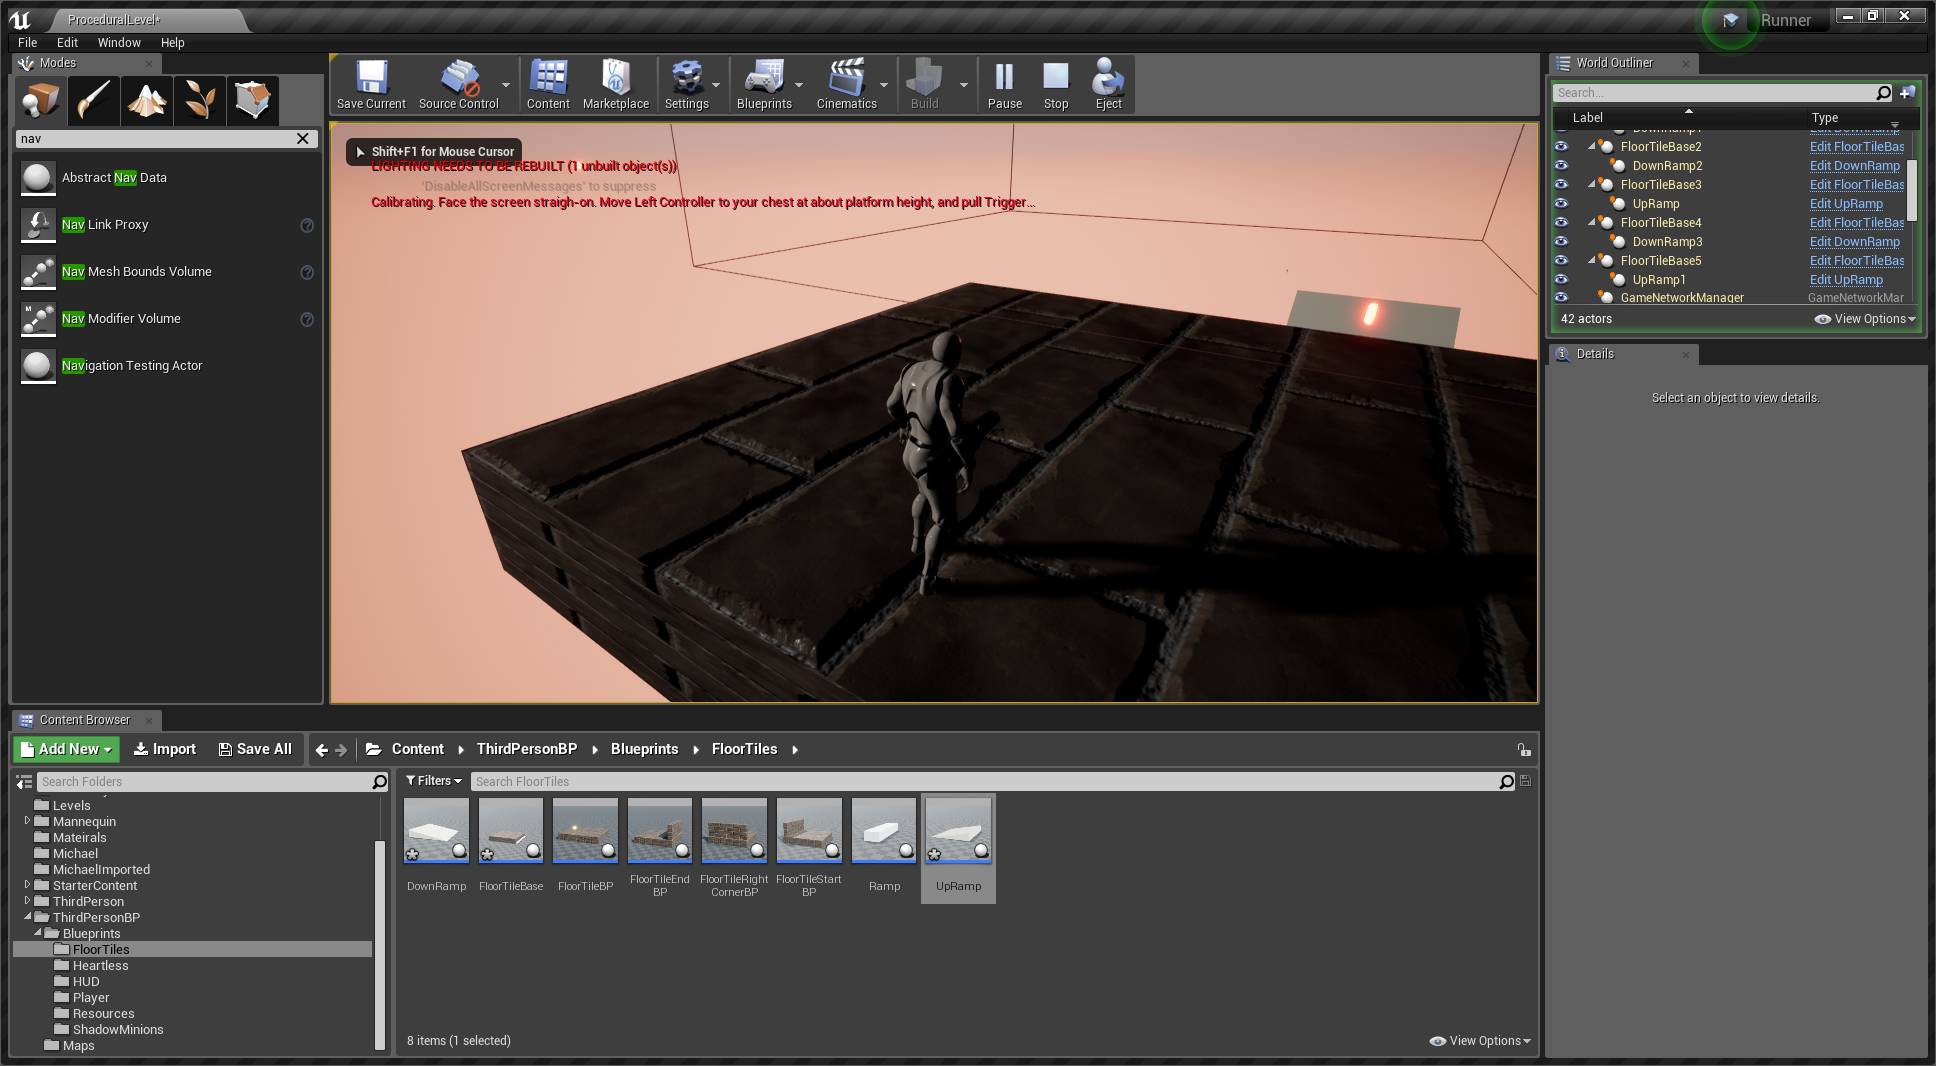 ProceduralLevel*
Runner
File Edit Window Help
Modes
nav
Abstract Nav Data
Nav Link Proxy
Nav Mesh Bounds Volume
Nav Modifier Volume
Navigation Testing Actor
Save Current
Source Control
Content
Marketplace
Settings
Blueprints
Cinematics
Build
Pause
Stop
Eject
Shift+F1 for Mouse Cursor
LIGHTING NEEDS TO BE REBUILT (1 unbuilt object(s))
'DisableAllScreenMessages' to suppress
Calibrating. Face the screen straigh-on. Move Left Controller to your chest at about platform height, and pull Trigger...
World Outliner
Search...
Label Type
DownRamp1 Edit DownRamp
FloorTileBase2 Edit FloorTileBas
DownRamp2 Edit DownRamp
FloorTileBase3 Edit FloorTileBas
UpRamp Edit UpRamp
FloorTileBase4 Edit FloorTileBas
DownRamp3 Edit DownRamp
FloorTileBase5 Edit FloorTileBas
UpRamp1 Edit UpRamp
GameNetworkManager GameNetworkMar
42 actors View Options
Details
Select an object to view details.
Content Browser
Add New Import Save All Content ThirdPersonBP Blueprints FloorTiles
Search Folders
Levels
Mannequin
Mateirals
Michael
MichaelImported
StarterContent
ThirdPerson
ThirdPersonBP
Blueprints
FloorTiles
Heartless
HUD
Player
Resources
ShadowMinions
Maps
Filters Search FloorTiles
DownRamp
FloorTileBase
FloorTileBP
FloorTileEnd
BP
FloorTileRight
CornerBP
FloorTileStart
BP
Ramp
UpRamp
8 items (1 selected) View Options